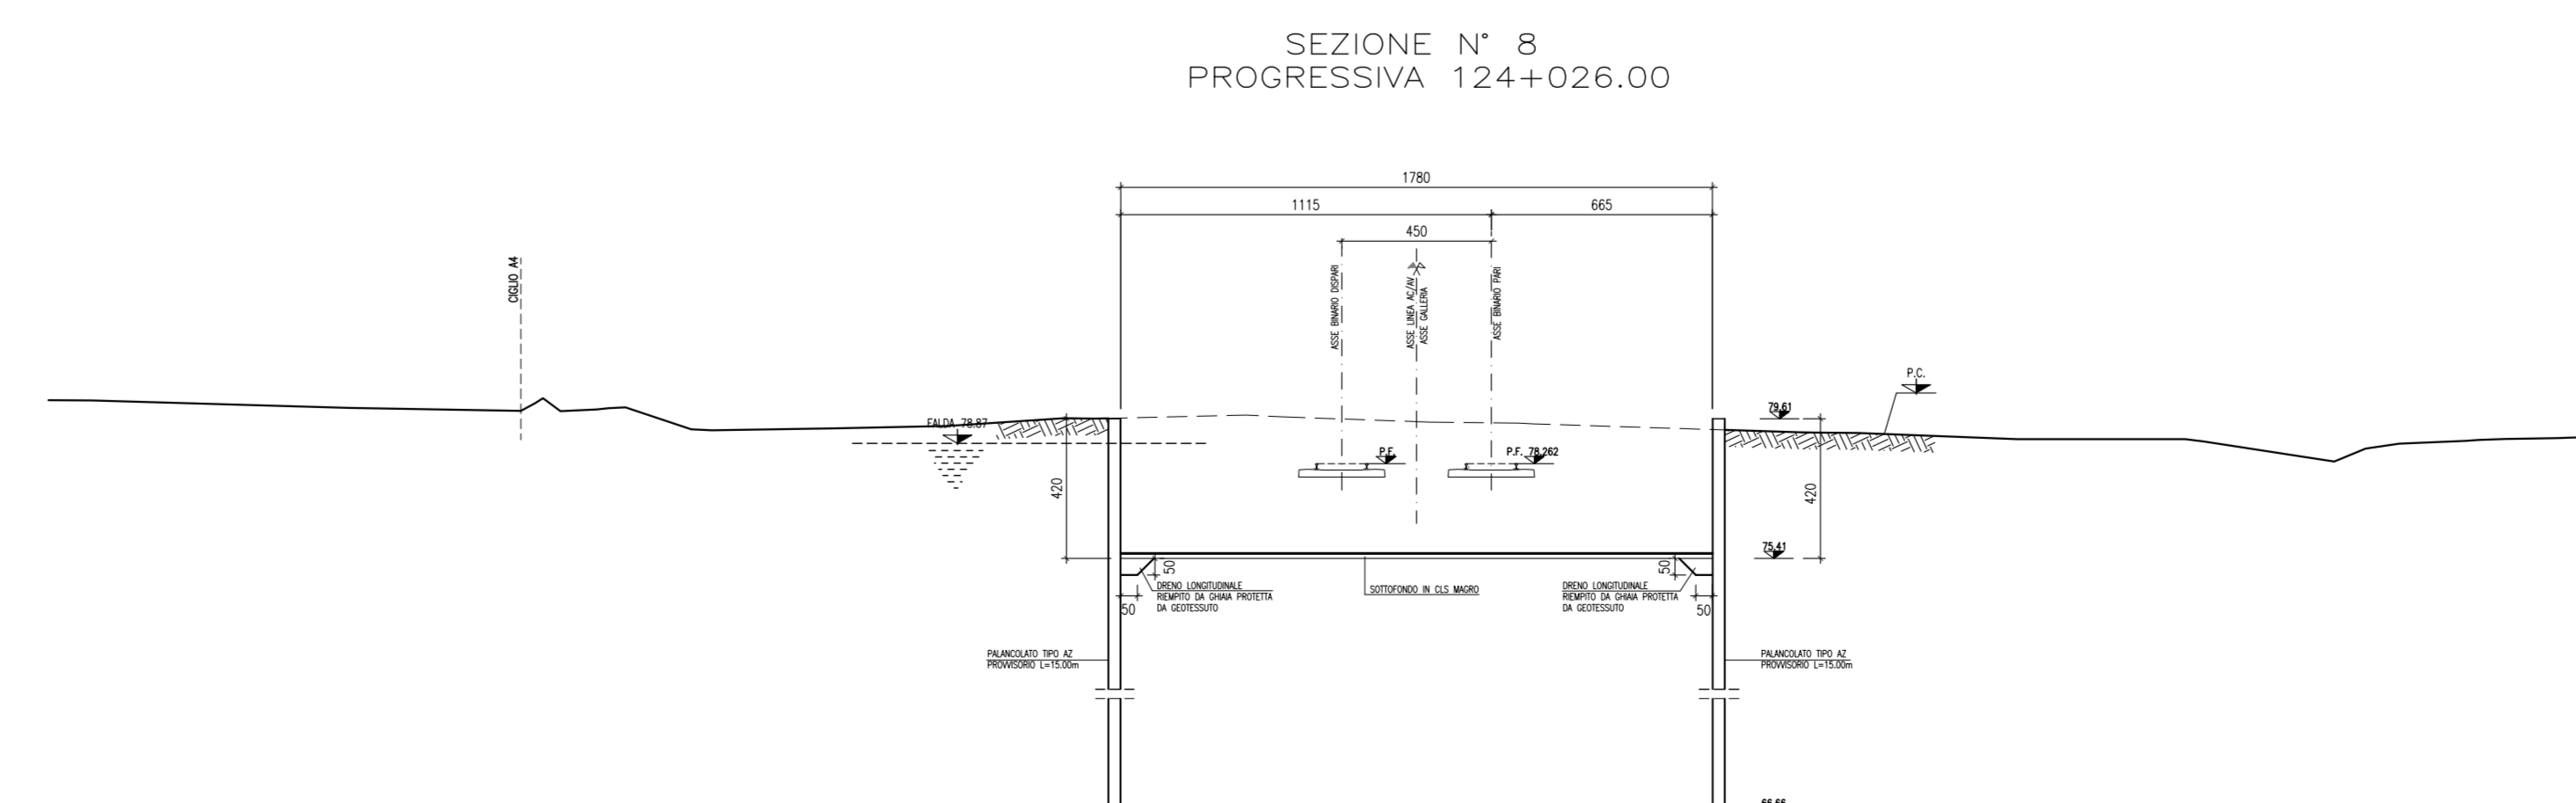 SEZIONE N° 8
PROGRESSIVA 124+026.00
1780
1115
665
450
CIGLIO A4
ASSE BINARIO DISPARI
ASSE LINEA AC/AV
ASSE GALLERIA
ASSE BINARIO PARI
P.C.
79.61
FALDA 78.87
P.F.
P.F. 78.262
420
420
75.41
50
50
DRENO LONGITUDINALE
RIEMPITO DA GHIAIA PROTETTA
DA GEOTESSUTO
SOTTOFONDO IN CLS MAGRO
DRENO LONGITUDINALE
RIEMPITO DA GHIAIA PROTETTA
DA GEOTESSUTO
50
50
PALANCOLATO TIPO AZ
PROVVISORIO L=15.00m
PALANCOLATO TIPO AZ
PROVVISORIO L=15.00m